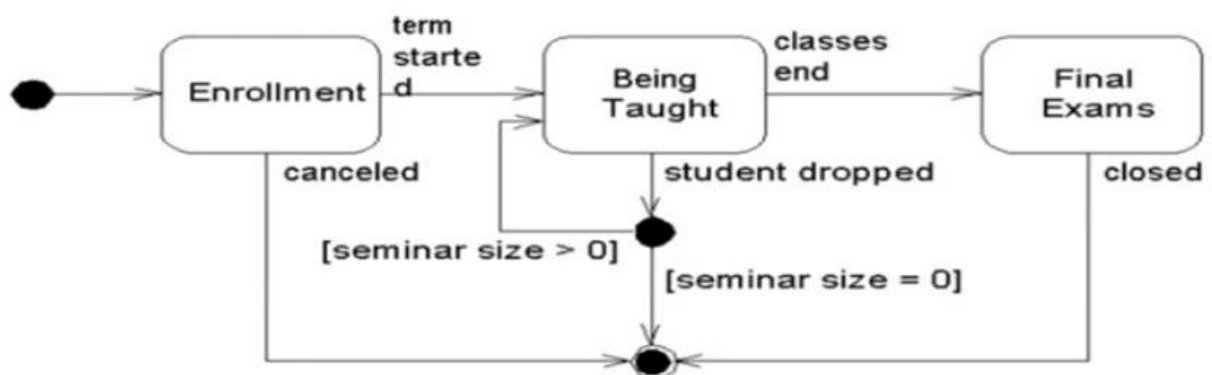 term
starte
d
Enrollment
Being
Taught
classes
end
Final
Exams
canceled
student dropped
closed
[seminar size > 0]
[seminar size = 0]